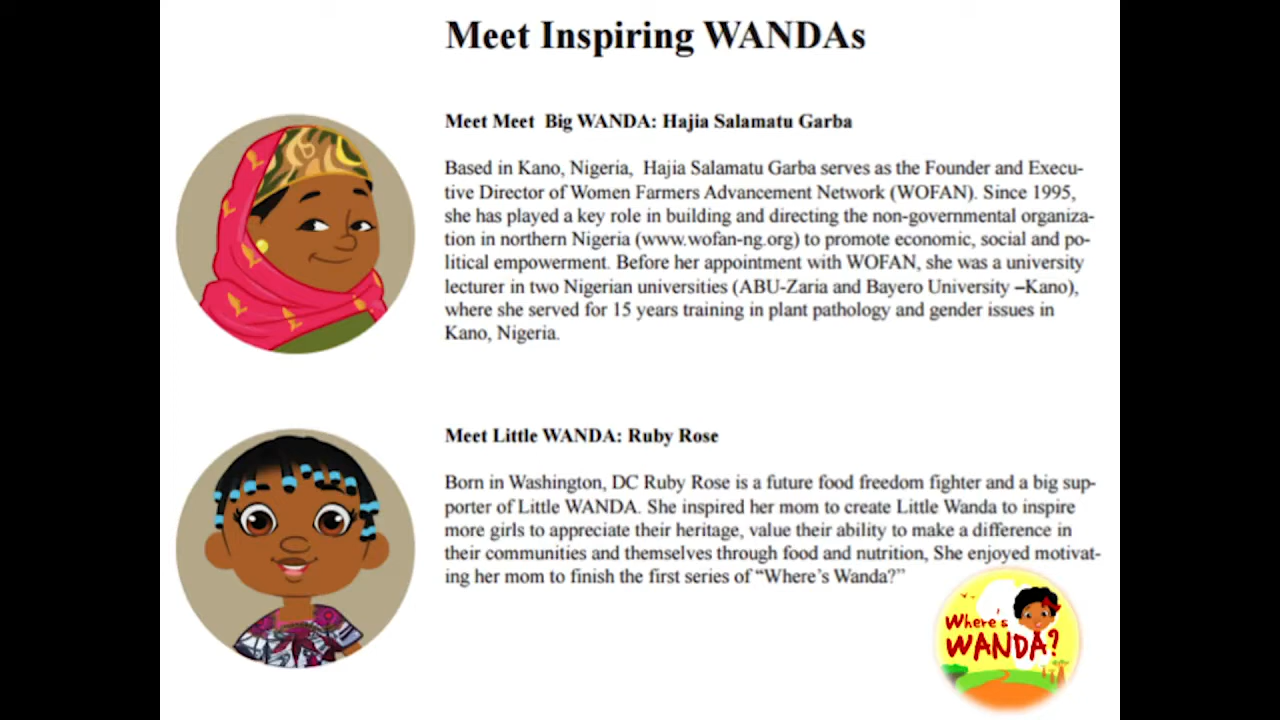 Meet Inspiring WANDAs
Meet Meet  Big WANDA: Hajia Salamatu Garba
Based in Kano, Nigeria,  Hajia Salamatu Garba serves as the Founder and Execu-
tive Director of Women Farmers Advancement Network (WOFAN). Since 1995,
she has played a key role in building and directing the non-governmental organiza-
tion in northern Nigeria (www.wofan-ng.org) to promote economic, social and po-
litical empowerment. Before her appointment with WOFAN, she was a university
lecturer in two Nigerian universities (ABU-Zaria and Bayero University –Kano),
where she served for 15 years training in plant pathology and gender issues in
Kano, Nigeria.
Meet Little WANDA: Ruby Rose
Born in Washington, DC Ruby Rose is a future food freedom fighter and a big sup-
porter of Little WANDA. She inspired her mom to create Little Wanda to inspire
more girls to appreciate their heritage, value their ability to make a difference in
their communities and themselves through food and nutrition, She enjoyed motivat-
ing her mom to finish the first series of “Where’s Wanda?”
Where's
WANDA?